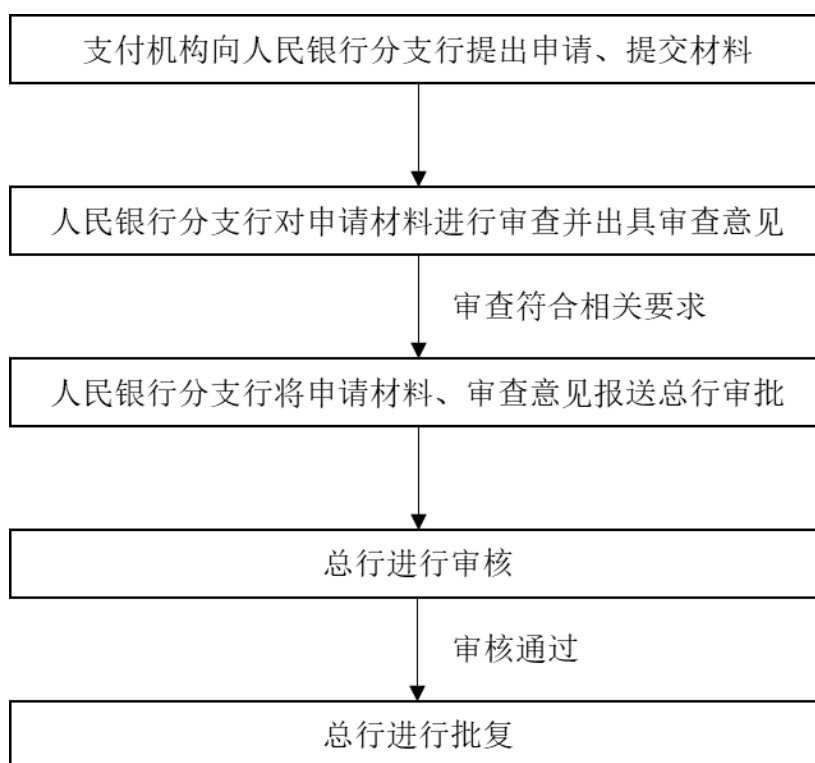 支付机构向人民银行分支行提出申请、提交材料
人民银行分支行对申请材料进行审查并出具审查意见
审查符合相关要求
人民银行分支行将申请材料、审查意见报送总行审批
总行进行审核
审核通过
总行进行批复